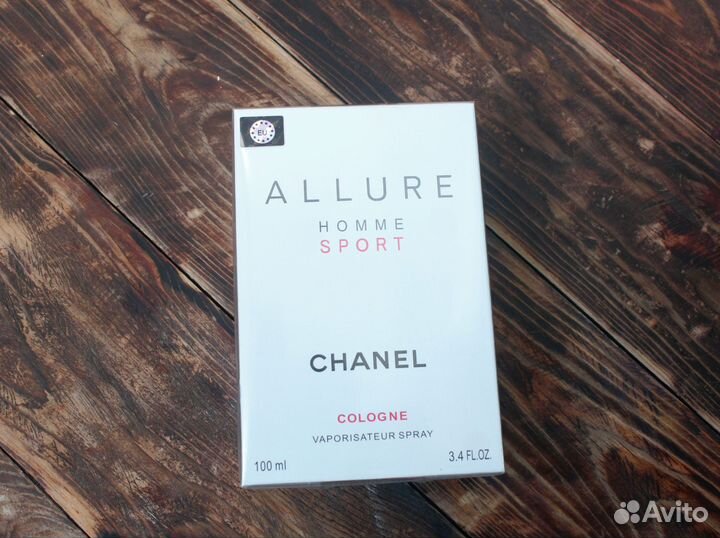 EU
ALLURE
HOMME
SPORT
CHANEL
COLOGNE
VAPORISATEUR SPRAY
100 ml 3.4 FL.OZ.
Avito